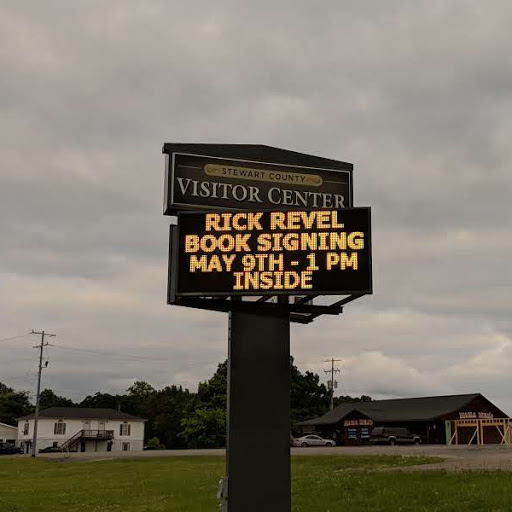 STEWART COUNTY
VISITOR CENTER
RICK REVEL
BOOK SIGNING
MAY 9TH - 1 PM
INSIDE